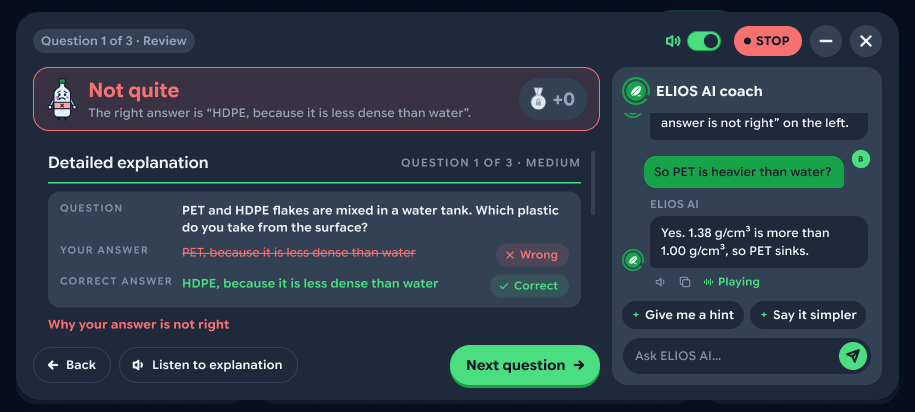 Question 1 of 3 · Review
STOP
Not quite
The right answer is “HDPE, because it is less dense than water”.
+0
Detailed explanation
QUESTION 1 OF 3 · MEDIUM
QUESTION
PET and HDPE flakes are mixed in a water tank. Which plastic
do you take from the surface?
YOUR ANSWER
PET, because it is less dense than water
Wrong
CORRECT ANSWER
HDPE, because it is less dense than water
Correct
Why your answer is not right
Back
Listen to explanation
Next question
ELIOS AI coach
answer is not right” on the left.
B
So PET is heavier than water?
ELIOS AI
Yes. 1.38 g/cm³ is more than
1.00 g/cm³, so PET sinks.
Playing
Give me a hint
Say it simpler
Ask ELIOS AI...